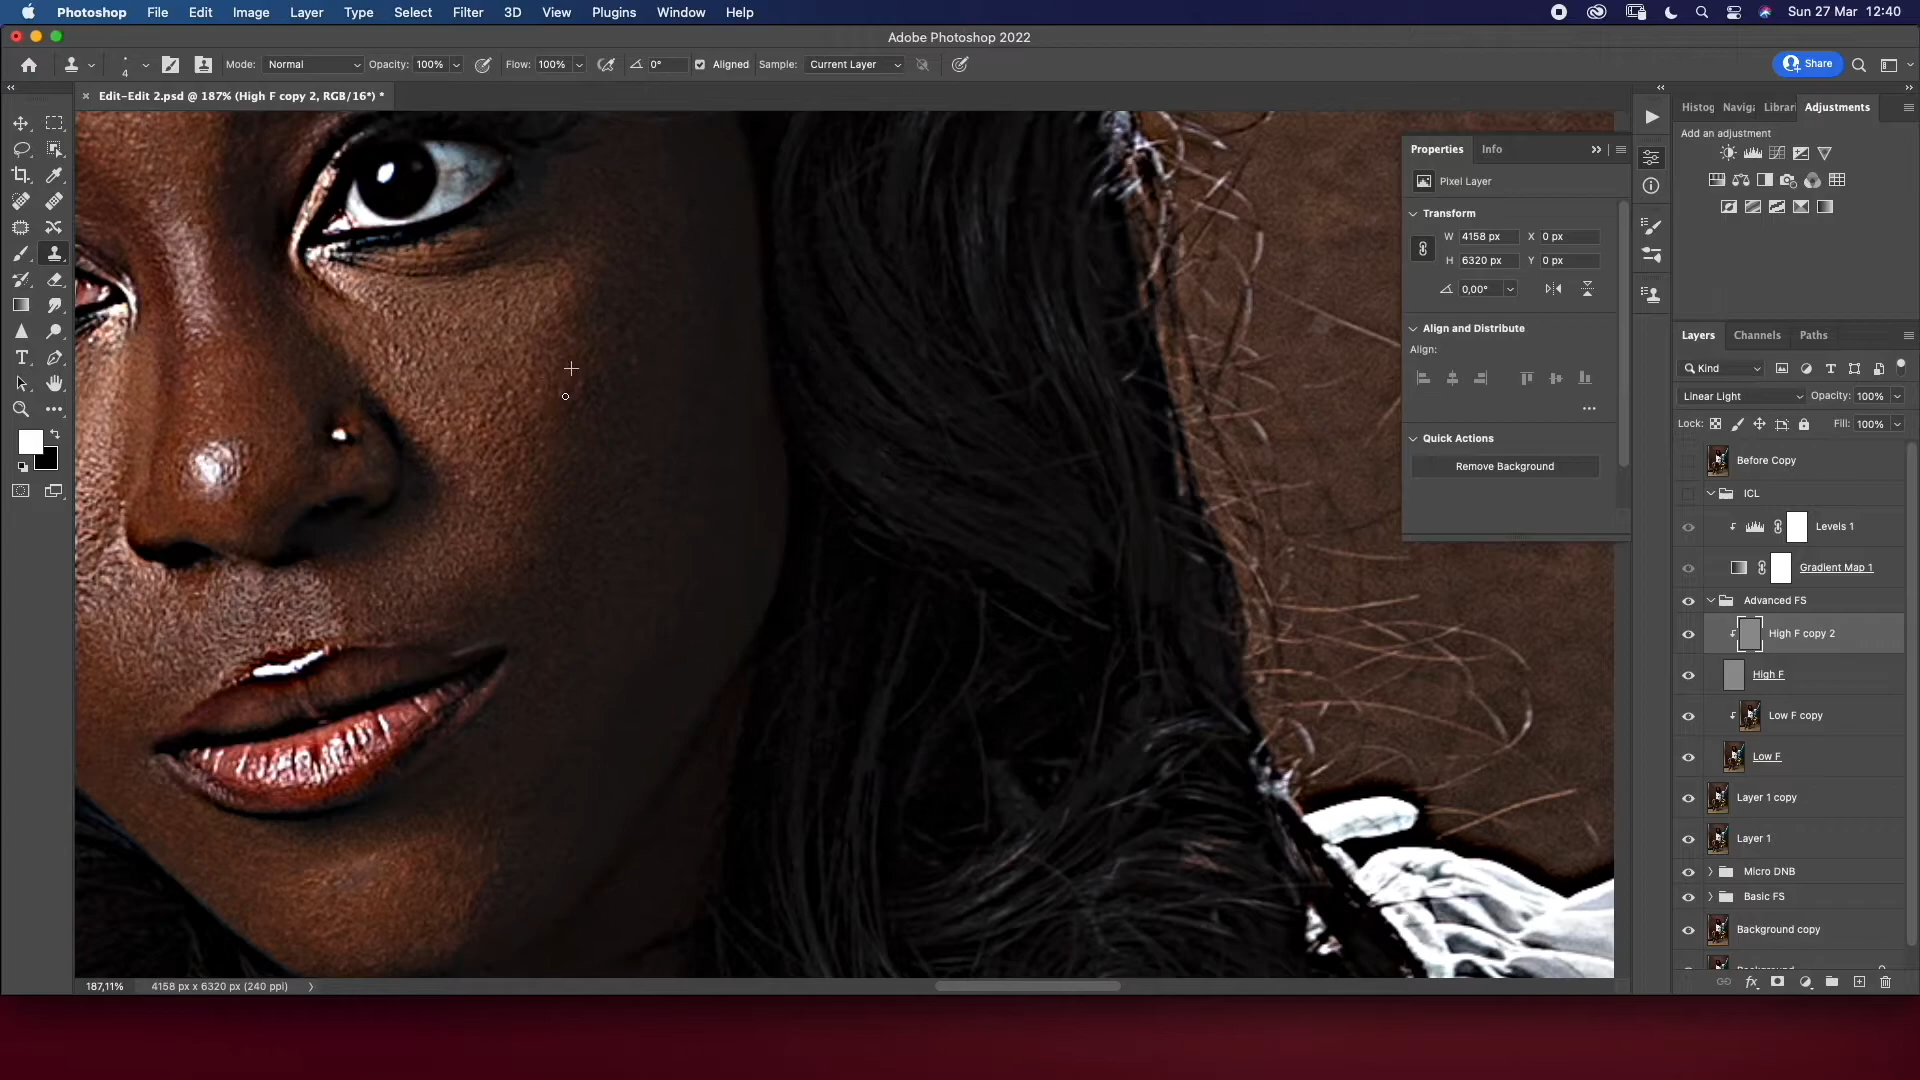 Photoshop File Edit Image Layer Type Select Filter 3D View Plugins Window Help Sun 27 Mar 12:40
Adobe Photoshop 2022
4 Mode: Normal Opacity: 100% Flow: 100% 0° Aligned Sample: Current Layer Share
× Edit-Edit 2.psd @ 187% (High F copy 2, RGB/16*) *
Histog Naviga Librari Adjustments
Add an adjustment
Properties Info
Pixel Layer
Transform
W 4158 px X 0 px
H 6320 px Y 0 px
0,00°
Align and Distribute
Align:
Quick Actions
Remove Background
Layers Channels Paths
Kind
Linear Light Opacity: 100%
Lock: Fill: 100%
Before Copy
ICL
Levels 1
Gradient Map 1
Advanced FS
High F copy 2
High F
Low F copy
Low F
Layer 1 copy
Layer 1
Micro DNB
Basic FS
Background copy
187,11% 4158 px x 6320 px (240 ppi)